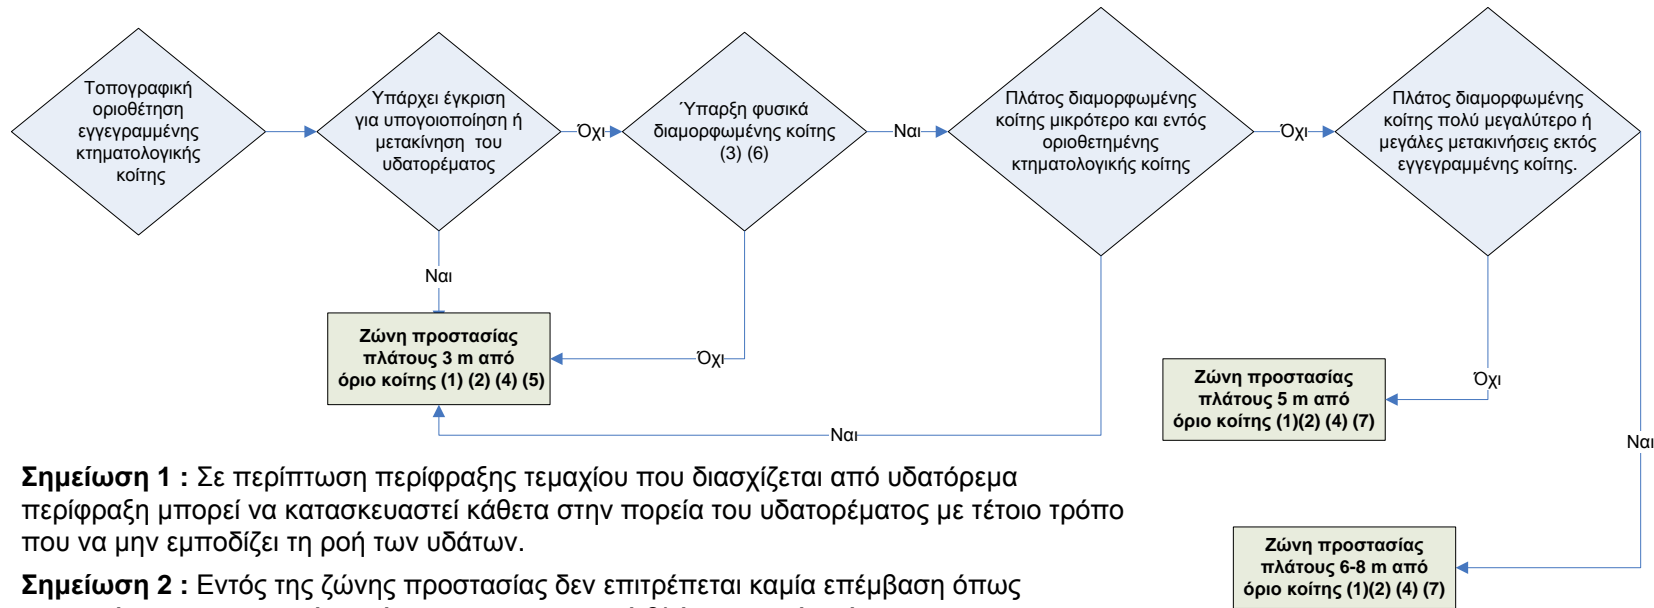 Τοπογραφική
οριοθέτηση
εγγεγραμμένης
κτηματολογικής
κοίτης
Υπάρχει έγκριση
για υπογοιοποίηση ή
μετακίνηση του
υδατορέματος
Όχι
Ύπαρξη φυσικά
διαμορφωμένης κοίτης
(3) (6)
Ναι
Πλάτος διαμορφωμένης
κοίτης μικρότερο και εντός
οριοθετημένης
κτηματολογικής κοίτης
Όχι
Πλάτος διαμορφωμένης
κοίτης πολύ μεγαλύτερο ή
μεγάλες μετακινήσεις εκτός
εγγεγραμμένης κοίτης.
Ναι
Ζώνη προστασίας
πλάτους 3 m από
όριο κοίτης (1) (2) (4) (5)
Όχι
Ναι
Ζώνη προστασίας
πλάτους 5 m από
όριο κοίτης (1)(2) (4) (7)
Όχι
Ναι
Ζώνη προστασίας
πλάτους 6-8 m από
όριο κοίτης (1)(2) (4) (7)
Σημείωση 1 : Σε περίπτωση περίφραξης τεμαχίου που διασχίζεται από υδατόρεμα
περίφραξη μπορεί να κατασκευαστεί κάθετα στην πορεία του υδατορέματος με τέτοιο τρόπο
που να μην εμποδίζει τη ροή των υδάτων.
Σημείωση 2 : Εντός της ζώνης προστασίας δεν επιτρέπεται καμία επέμβαση όπως